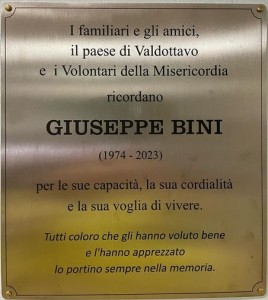 I familiari e gli amici,
il paese di Valdottavo
e i Volontari della Misericordia
ricordano
GIUSEPPE BINI
(1974 - 2023)
per le sue capacità, la sua cordialità
e la sua voglia di vivere.
Tutti coloro che gli hanno voluto bene
e l'hanno apprezzato
lo portino sempre nella memoria.